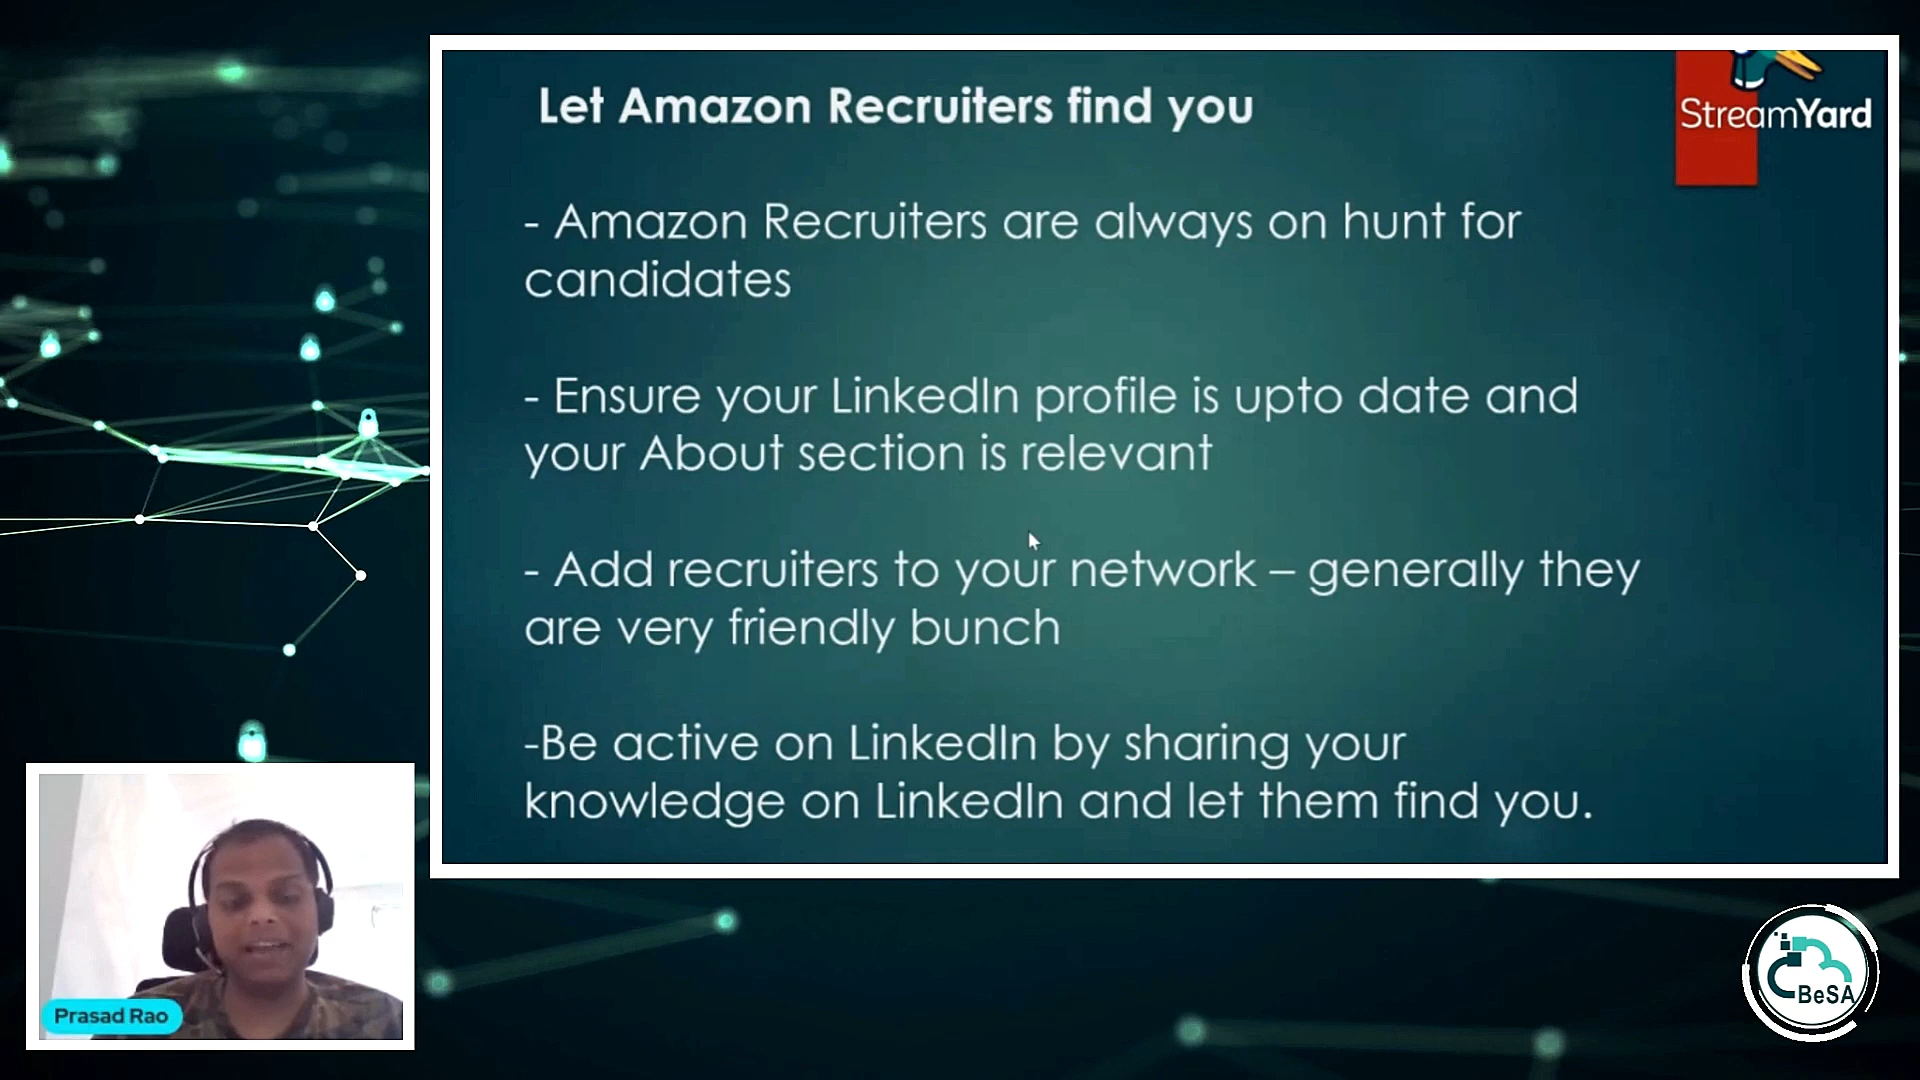 Let Amazon Recruiters find you
StreamYard
- Amazon Recruiters are always on hunt for
candidates
- Ensure your LinkedIn profile is upto date and
your About section is relevant
- Add recruiters to your network – generally they
are very friendly bunch
-Be active on LinkedIn by sharing your
knowledge on LinkedIn and let them find you.
Prasad Rao
BeSA